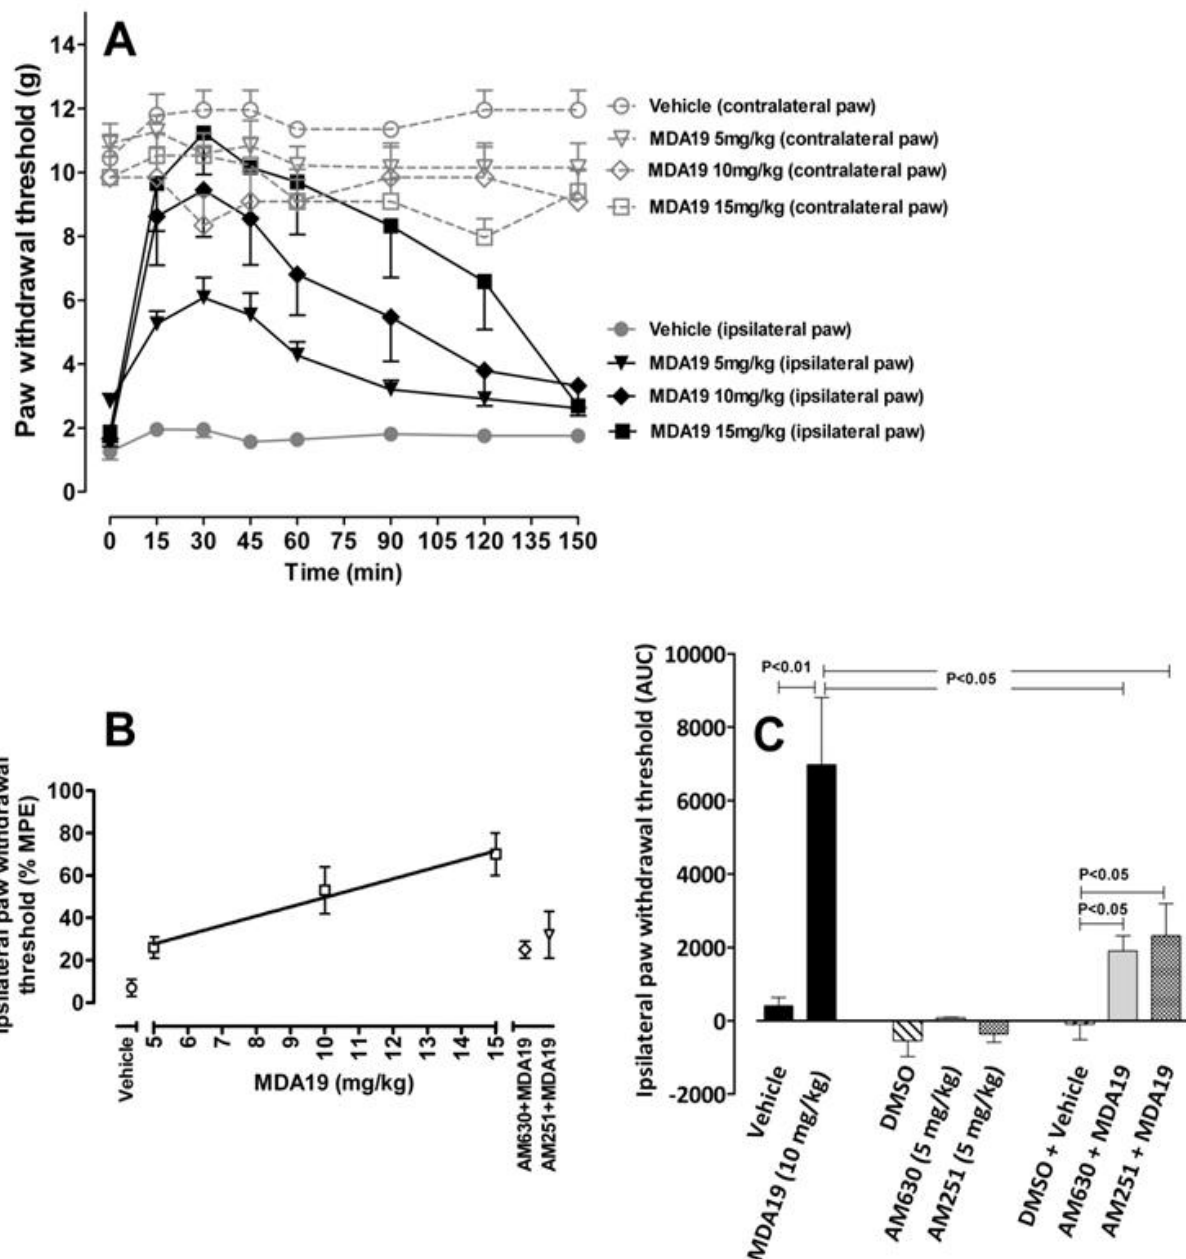 A
Paw withdrawal threshold (g)
14
12
10
8
6
4
2
0
0 15 30 45 60 75 90 105 120 135 150
Time (min)
Vehicle (contralateral paw)
MDA19 5mg/kg (contralateral paw)
MDA19 10mg/kg (contralateral paw)
MDA19 15mg/kg (contralateral paw)
Vehicle (ipsilateral paw)
MDA19 5mg/kg (ipsilateral paw)
MDA19 10mg/kg (ipsilateral paw)
MDA19 15mg/kg (ipsilateral paw)
B
paw withdrawal
threshold (% MPE)
100
80
60
40
20
0
Vehicle
5 6 7 8 9 10 11 12 13 14 15
AM630+MDA19
AM251+MDA19
MDA19 (mg/kg)
C
Ipsilateral paw withdrawal threshold (AUC)
10000
8000
6000
4000
2000
0
-2000
P<0.01
P<0.05
P<0.05
P<0.05
Vehicle
MDA19 (10 mg/kg)
DMSO
AM630 (5 mg/kg)
AM251 (5 mg/kg)
DMSO + Vehicle
AM630 + MDA19
AM251 + MDA19